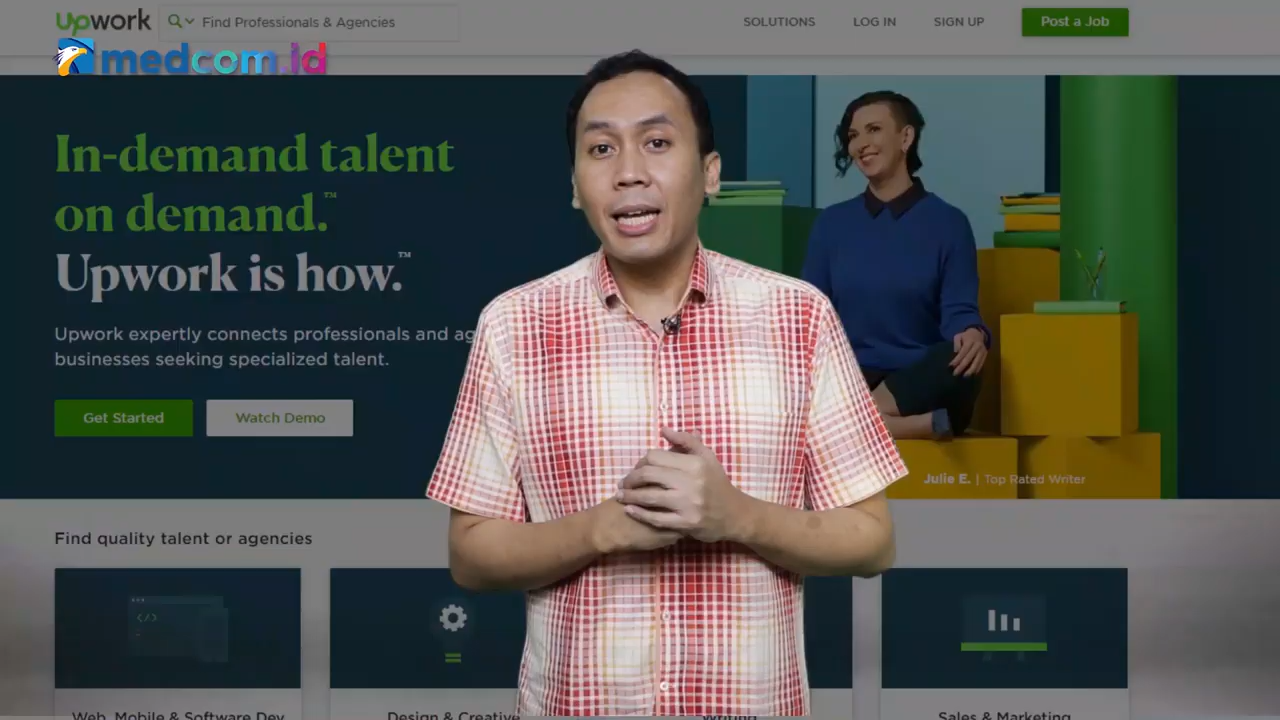 upwork
Find Professionals & Agencies
SOLUTIONS
LOG IN
SIGN UP
Post a Job
medcom.id
In-demand talent
on demand.™
Upwork is how.™
Upwork expertly connects professionals and ag
businesses seeking specialized talent.
Get Started
Watch Demo
Julie E. | Top Rated Writer
Find quality talent or agencies
</>
Web, Mobile & Software Dev
Design & Creative
Writing
Sales & Marketing